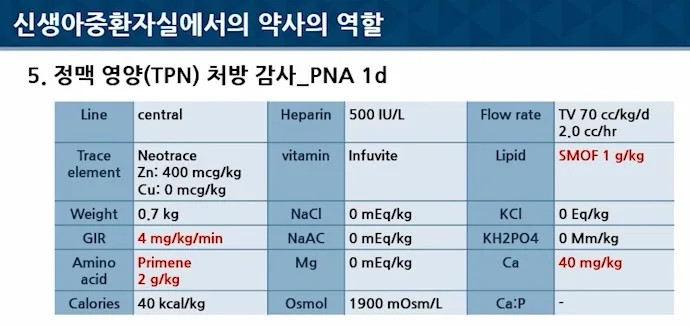 신생아중환자실에서의 약사의 역할
5. 정맥 영양(TPN) 처방 감사_PNA 1d
Line central Heparin 500 IU/L Flow rate TV 70 cc/kg/d
2.0 cc/hr
Trace element Neotrace vitamin Infuvite Lipid SMOF 1 g/kg
Zn: 400 mcg/kg
Cu: 0 mcg/kg
Weight 0.7 kg NaCl 0 mEq/kg KCl 0 Eq/kg
GIR 4 mg/kg/min NaAC 0 mEq/kg KH2PO4 0 Mm/kg
Amino acid Primene Mg 0 mEq/kg Ca 40 mg/kg
2 g/kg
Calories 40 kcal/kg Osmol 1900 mOsm/L Ca:P -